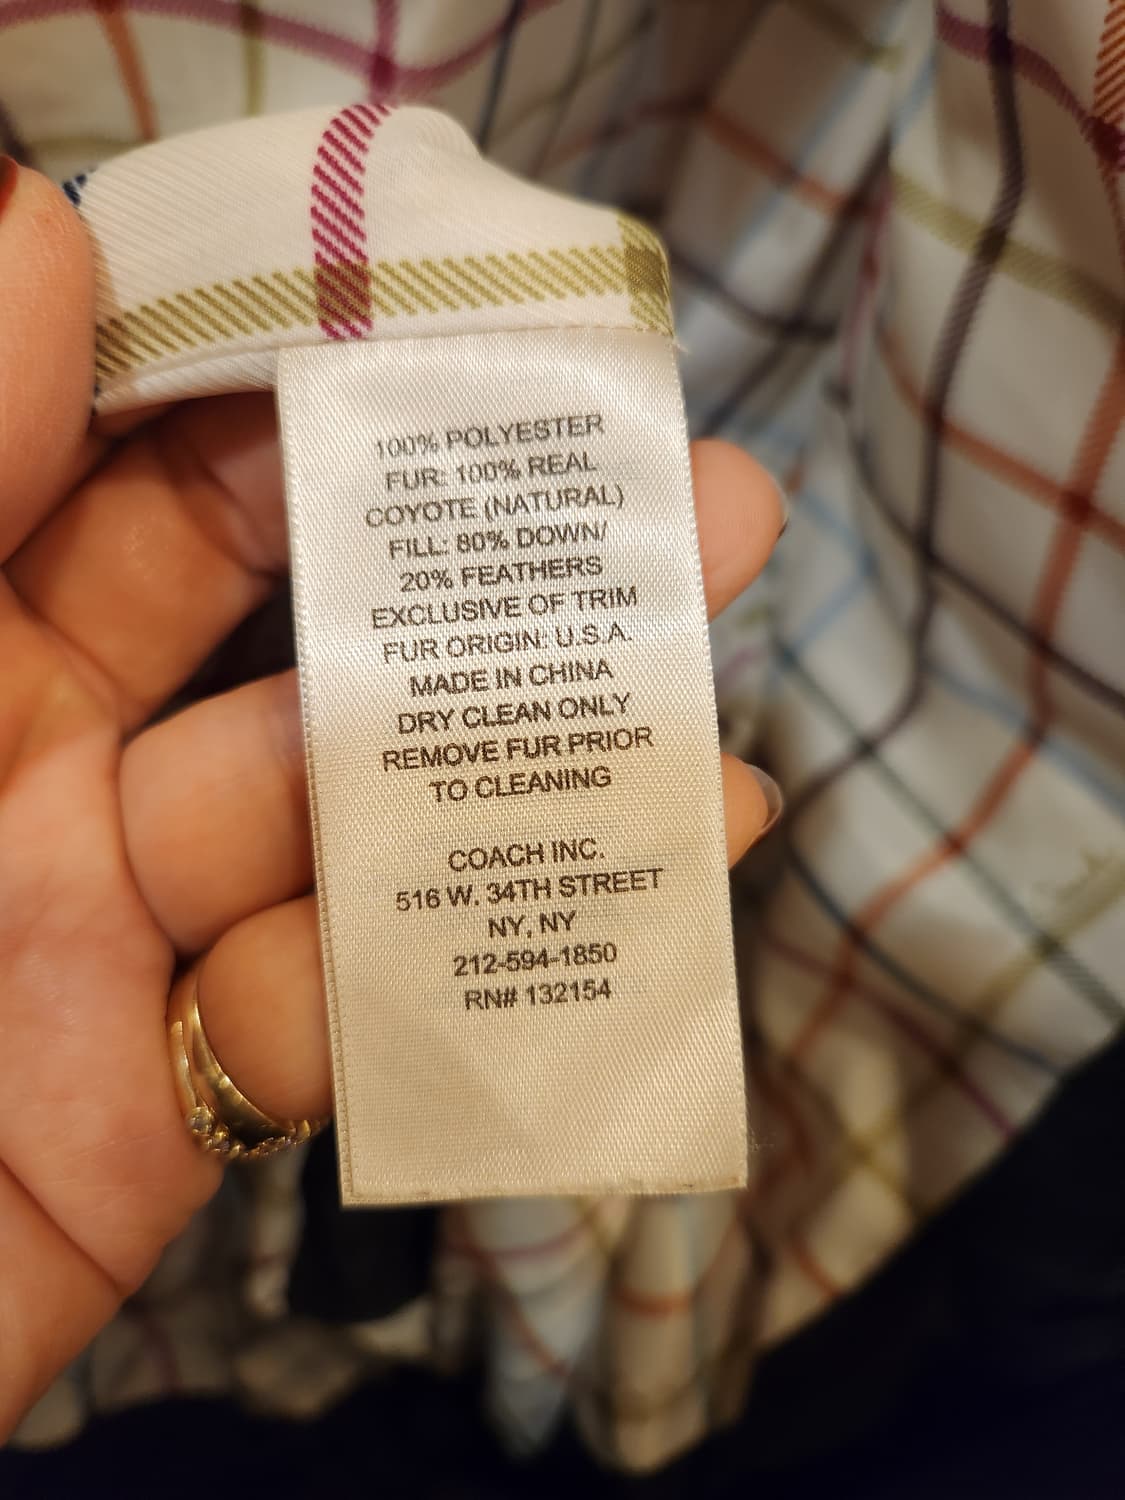 100% POLYESTER
FUR: 100% REAL
COYOTE (NATURAL)
FILL: 80% DOWN/
20% FEATHERS
EXCLUSIVE OF TRIM
FUR ORIGIN: U.S.A.
MADE IN CHINA
DRY CLEAN ONLY
REMOVE FUR PRIOR
TO CLEANING
COACH INC.
516 W. 34TH STREET
NY, NY
212-594-1850
RN# 132154